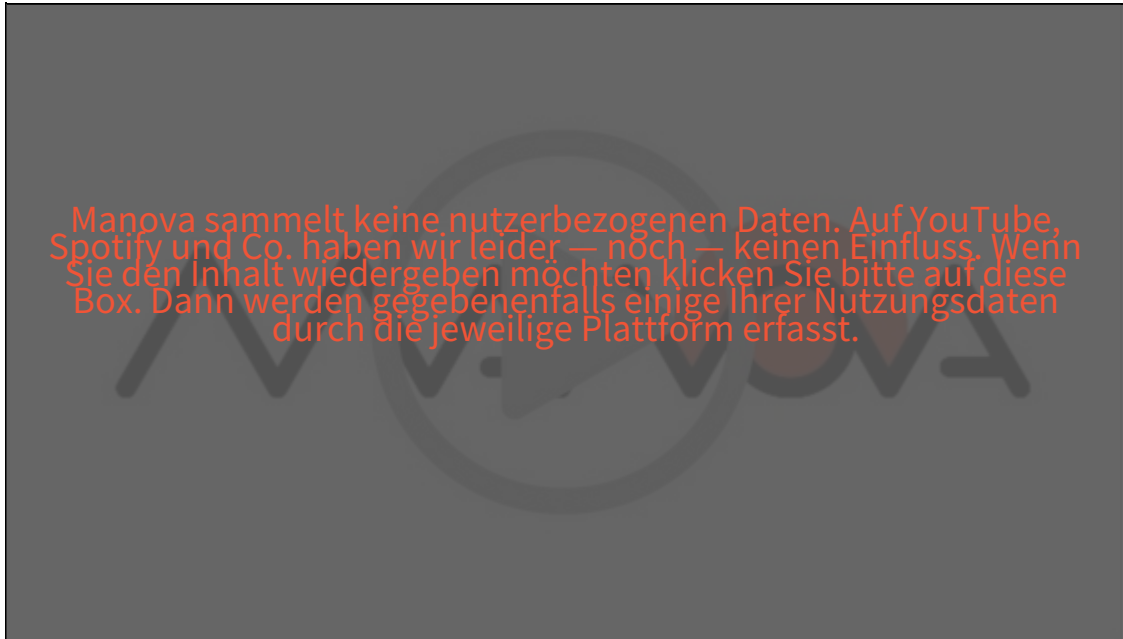 Manova sammelt keine nutzerbezogenen Daten. Auf YouTube,
Spotify und Co. haben wir leider — noch — keinen Einfluss. Wenn
Sie den Inhalt wiedergeben möchten klicken Sie bitte auf diese
Box. Dann werden gegebenenfalls einige Ihrer Nutzungsdaten
durch die jeweilige Plattform erfasst.
MANOVA